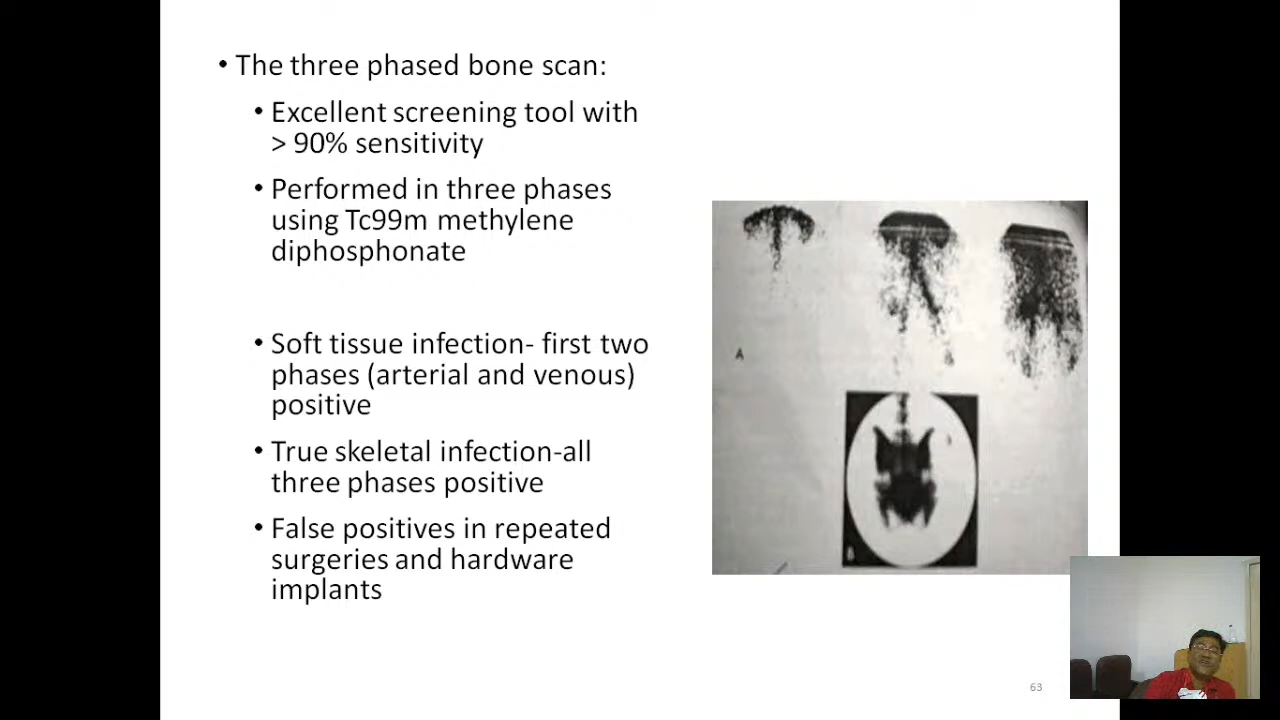 • The three phased bone scan:
• Excellent screening tool with
> 90% sensitivity
• Performed in three phases
using Tc99m methylene
diphosphonate
• Soft tissue infection- first two
phases (arterial and venous)
positive
• True skeletal infection-all
three phases positive
• False positives in repeated
surgeries and hardware
implants
A
B
63